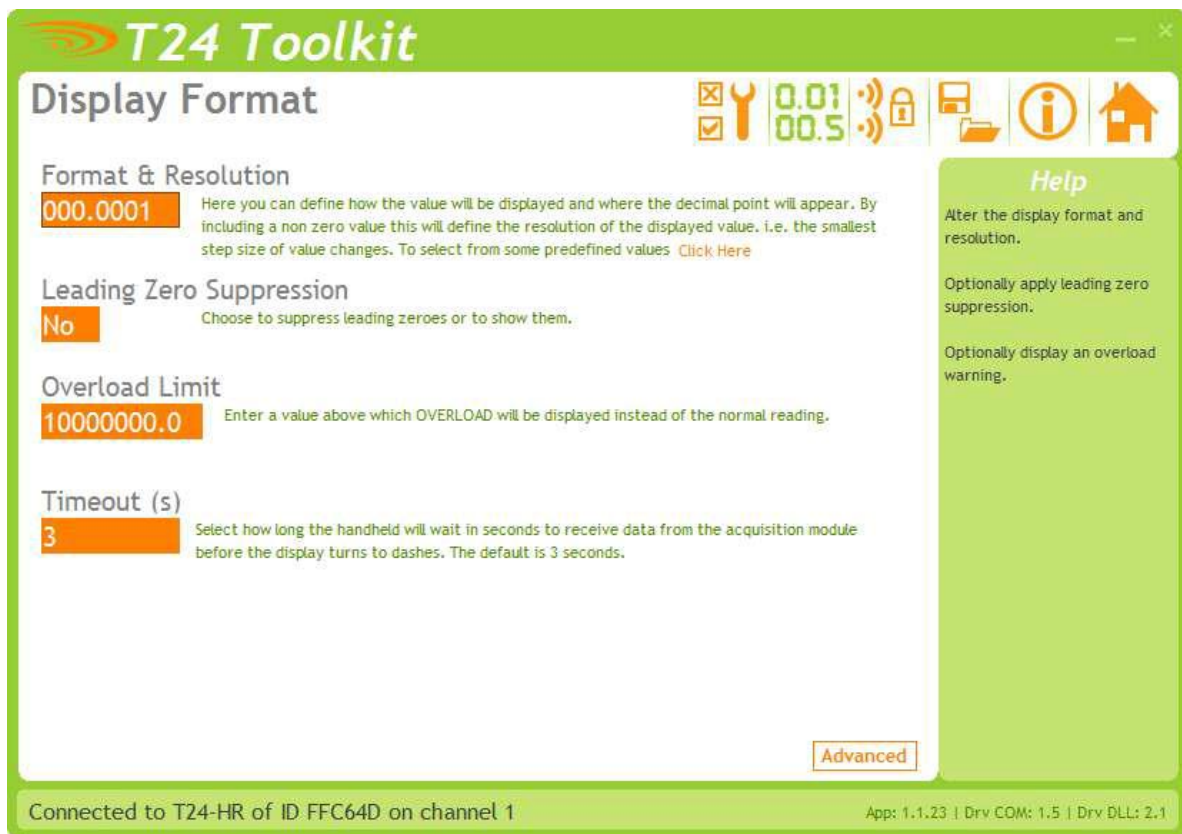 T24 Toolkit
Display Format
0.01
00.5
Format & Resolution
000.0001
Here you can define how the value will be displayed and where the decimal point will appear. By
including a non zero value this will define the resolution of the displayed value. i.e. the smallest
step size of value changes. To select from some predefined values Click Here
Leading Zero Suppression
No
Choose to suppress leading zeroes or to show them.
Overload Limit
10000000.0
Enter a value above which OVERLOAD will be displayed instead of the normal reading.
Timeout (s)
3
Select how long the handheld will wait in seconds to receive data from the acquisition module
before the display turns to dashes. The default is 3 seconds.
Advanced
Help
Alter the display format and
resolution.
Optionally apply leading zero
suppression.
Optionally display an overload
warning.
Connected to T24-HR of ID FFC64D on channel 1
App: 1.1.23 | Drv COM: 1.5 | Drv DLL: 2.1